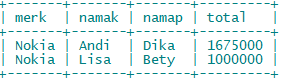 +-------+-------+-------+---------+
| merk  | namak | namap | total   |
+-------+-------+-------+---------+
| Nokia | Andi  | Dika  | 1675000 |
| Nokia | Lisa  | Bety  | 1000000 |
+-------+-------+-------+---------+